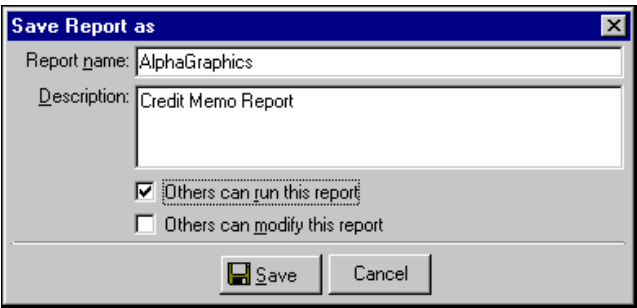 Save Report as
Report name: AlphaGraphics
Description: Credit Memo Report
Others can run this report
Others can modify this report
Save Cancel